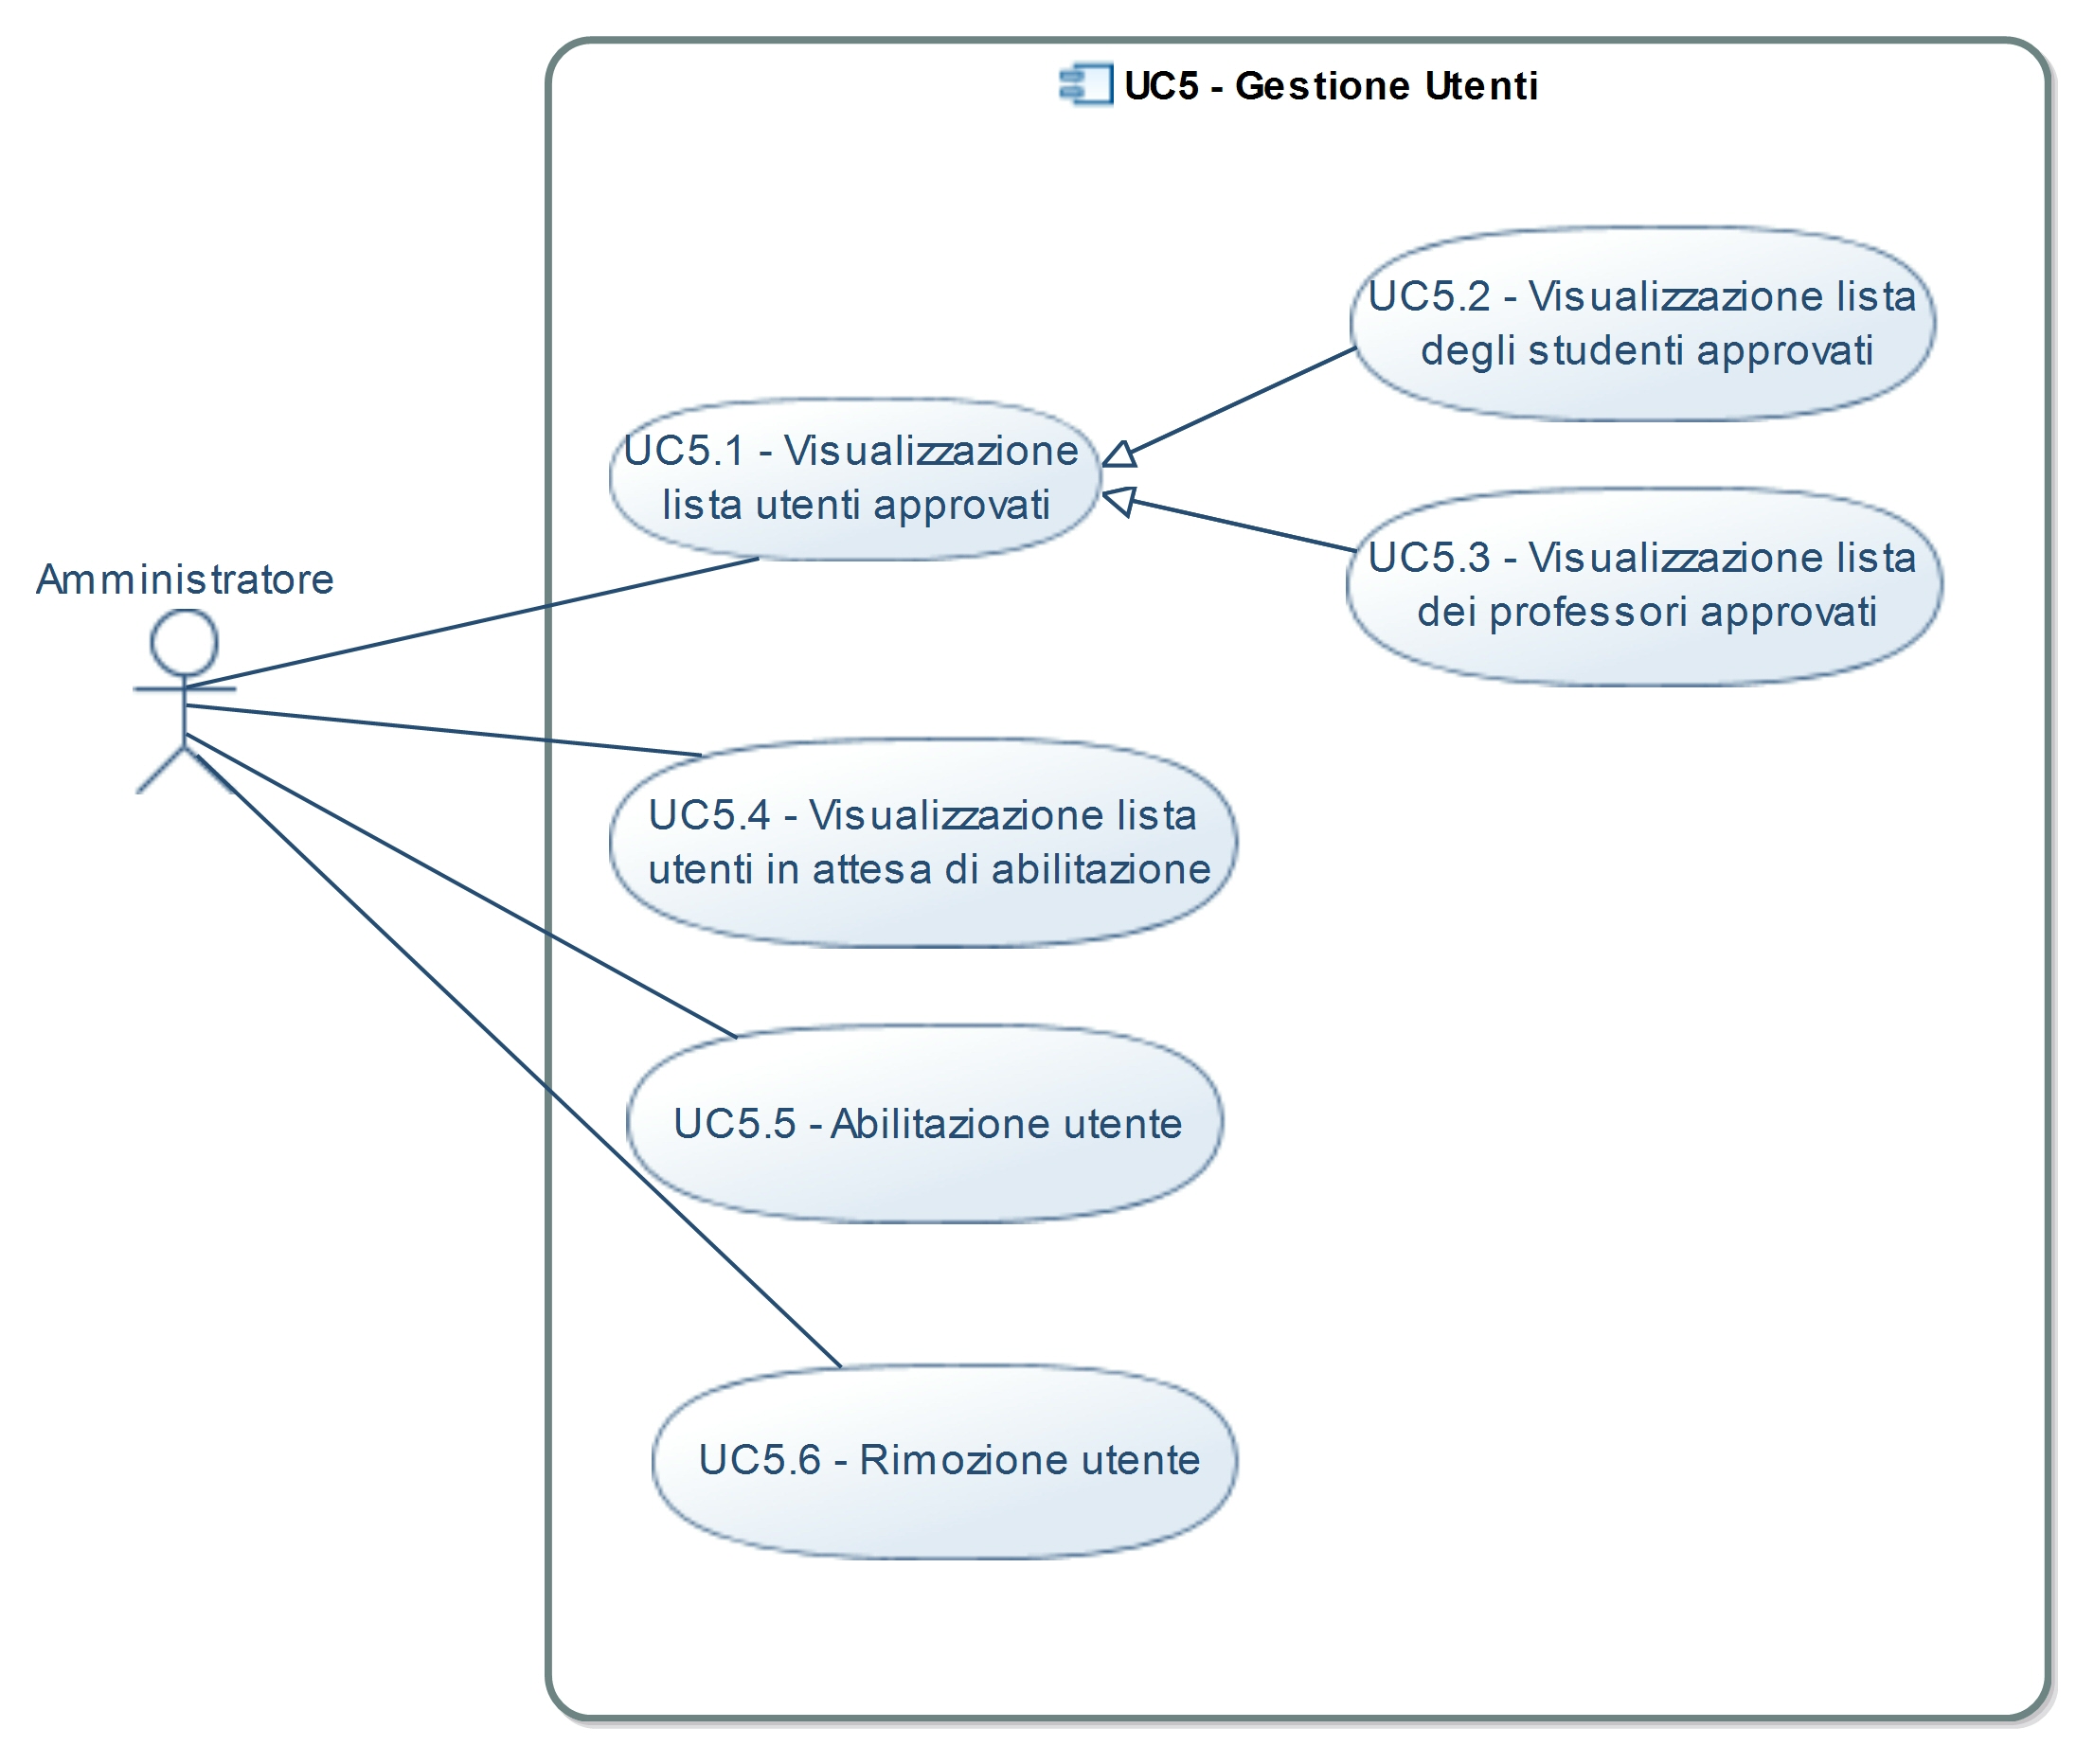 UC5 - Gestione Utenti
UC5.2 - Visualizzazione lista
degli studenti approvati
UC5.1 - Visualizzazione
lista utenti approvati
UC5.3 - Visualizzazione lista
dei professori approvati
Amministratore
UC5.4 - Visualizzazione lista
utenti in attesa di abilitazione
UC5.5 - Abilitazione utente
UC5.6 - Rimozione utente